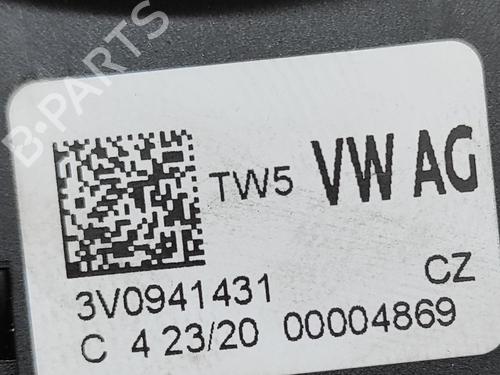 B-PARTS
TW5 VW AG
3V0941431 CZ
C 4 23/20 00004869